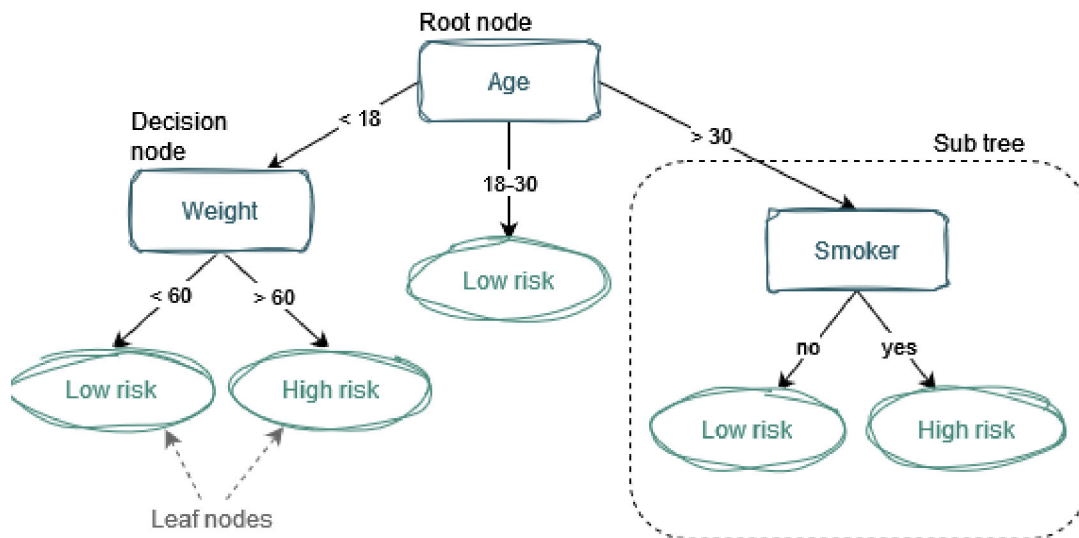 Root node
Age
< 18
18-30
> 30
Decision
node
Weight
< 60
> 60
Low risk
High risk
Leaf nodes
Low risk
Sub tree
Smoker
no
yes
Low risk
High risk